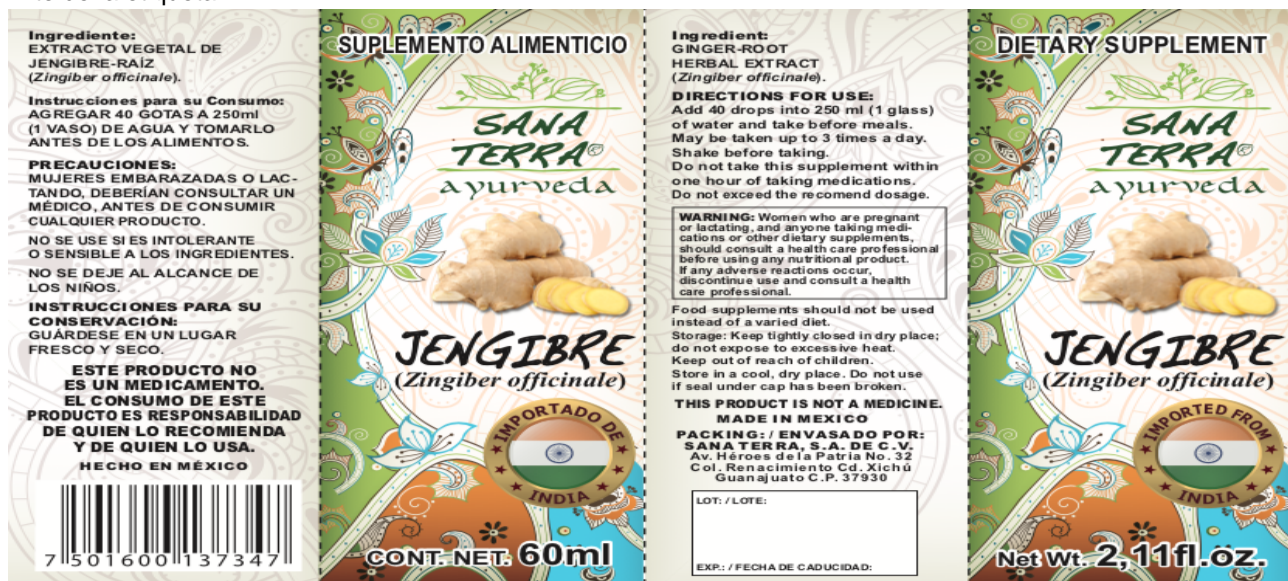 Ingrediente:
EXTRACTO VEGETAL DE
JENGIBRE-RAÍZ
(Zingiber officinale).
Instrucciones para su Consumo:
AGREGAR 40 GOTAS A 250ml
(1 VASO) DE AGUA Y TOMARLO
ANTES DE LOS ALIMENTOS.
PRECAUCIONES:
MUJERES EMBARAZADAS O LAC-
TANDO, DEBERÍAN CONSULTAR UN
MÉDICO, ANTES DE CONSUMIR
CUALQUIER PRODUCTO.
NO SE USE SI ES INTOLERANTE
O SENSIBLE A LOS INGREDIENTES.
NO SE DEJE AL ALCANCE DE
LOS NIÑOS.
INSTRUCCIONES PARA SU
CONSERVACIÓN:
GUÁRDESE EN UN LUGAR
FRESCO Y SECO.
ESTE PRODUCTO NO
ES UN MEDICAMENTO.
EL CONSUMO DE ESTE
PRODUCTO ES RESPONSABILIDAD
DE QUIEN LO RECOMIENDA
Y DE QUIEN LO USA.
HECHO EN MÉXICO
7 501600 137347
SUPLEMENTO ALIMENTICIO
SANA
TERRA®
ayurveda
JENGIBRE
(Zingiber officinale)
IMPORTADO DE
INDIA
CONT. NET. 60ml
Ingredient:
GINGER-ROOT
HERBAL EXTRACT
(Zingiber officinale).
DIRECTIONS FOR USE:
Add 40 drops into 250 ml (1 glass)
of water and take before meals.
May be taken up to 3 times a day.
Shake before taking.
Do not take this supplement within
one hour of taking medications.
Do not exceed the recomend dosage.
WARNING: Women who are pregnant
or lactating, and anyone taking medi-
cations or other dietary supplements,
should consult a health care professional
before using any nutritional product.
If any adverse reactions occur,
discontinue use and consult a health
care professional.
Food supplements should not be used
instead of a varied diet.
Storage: Keep tightly closed in dry place;
do not expose to excessive heat.
Keep out of reach of children.
Store in a cool, dry place. Do not use
if seal under cap has been broken.
THIS PRODUCT IS NOT A MEDICINE.
MADE IN MEXICO
PACKING: / ENVASADO POR:
SANA TERRA, S.A. DE C.V.
Av. Héroes de la Patria No. 32
Col. Renacimiento Cd. Xichú
Guanajuato C.P. 37930
LOT: / LOTE:
EXP.: / FECHA DE CADUCIDAD:
DIETARY SUPPLEMENT
SANA
TERRA®
ayurveda
JENGIBRE
(Zingiber officinale)
IMPORTED FROM
INDIA
Net Wt. 2,11fl.oz.